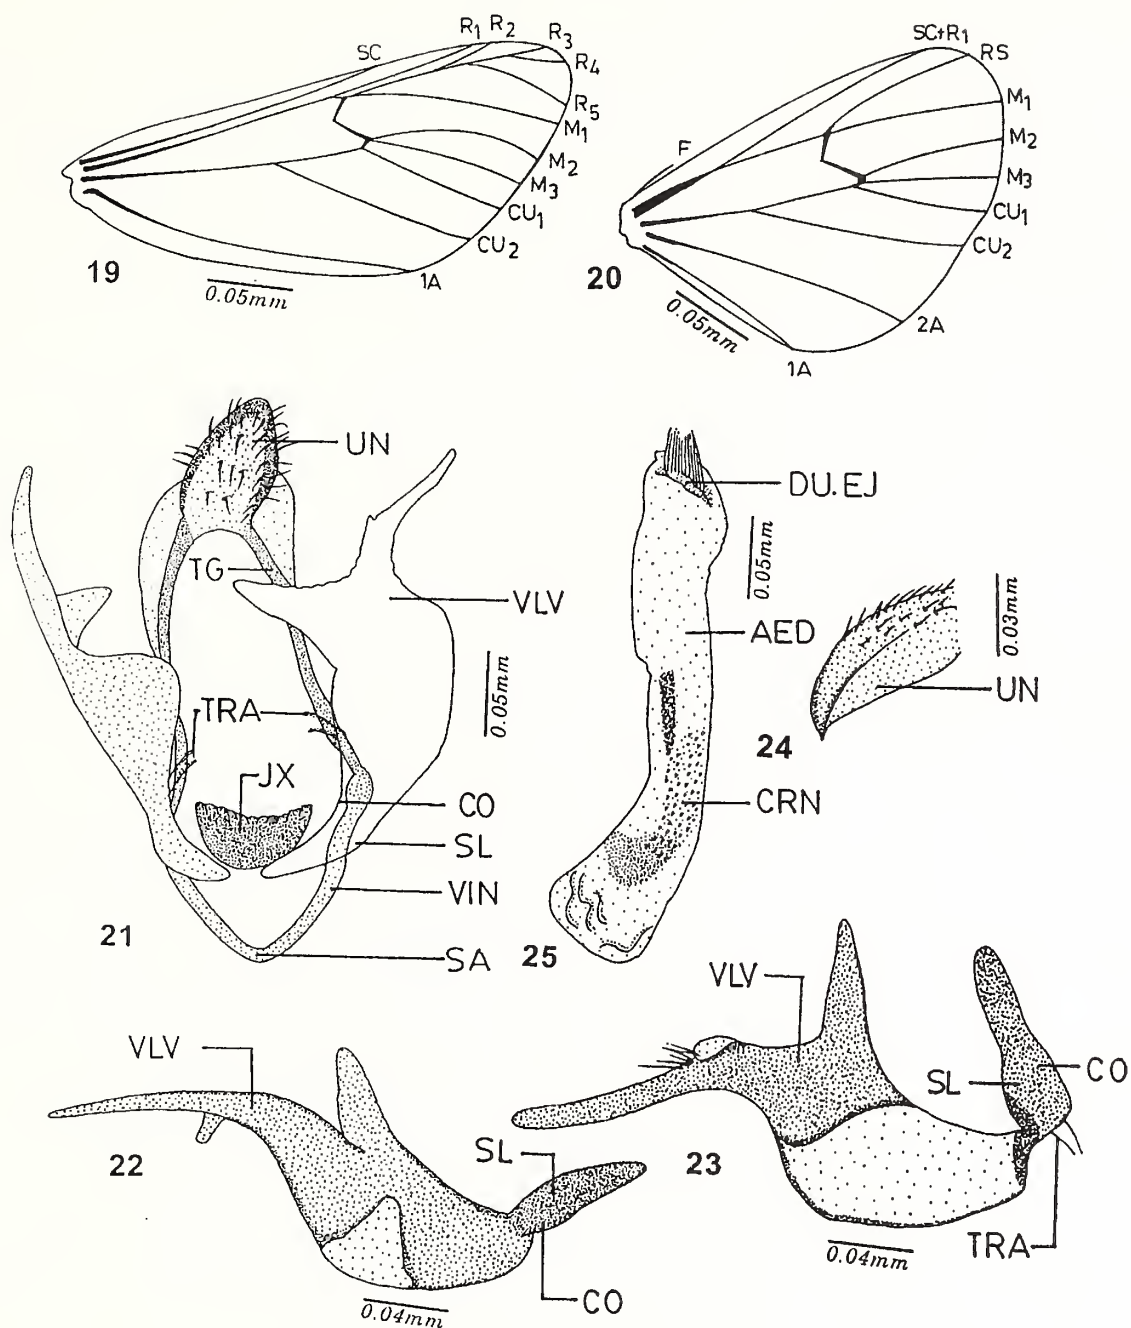 SC
R1
R2
R3
R4
R5
M1
M2
M3
CU1
CU2
1A
19
0.05mm
SC+R1
RS
M1
M2
M3
CU1
CU2
2A
1A
F
20
0.05mm
UN
TG
VLV
TRA
JX
CO
SL
VIN
SA
0.05mm
21
DU.EJ
0.05mm
AED
CRN
25
0.03mm
UN
24
VLV
SL
CO
22
0.04mm
VLV
SL
CO
23
TRA
0.04mm